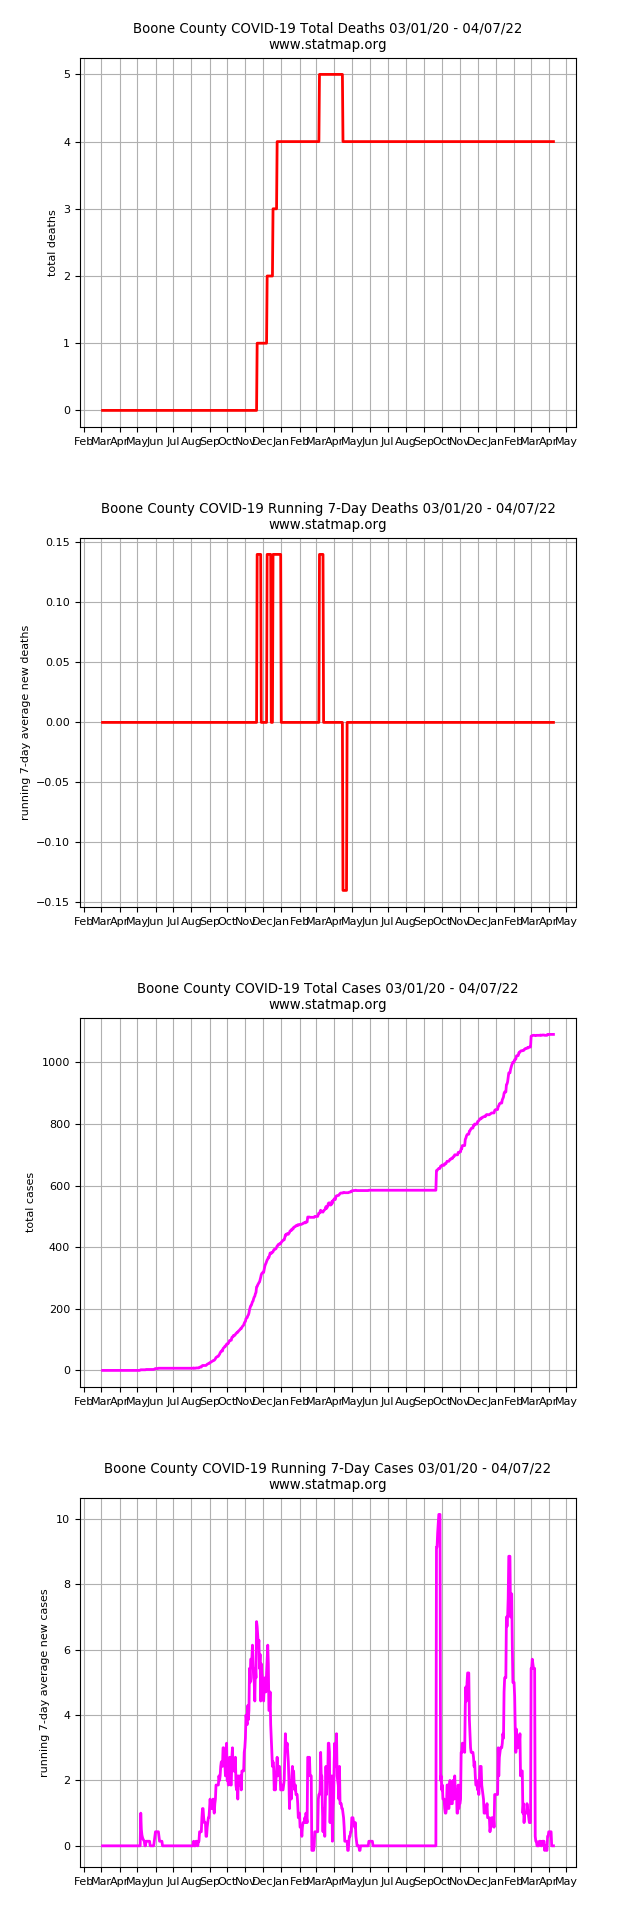 Boone County COVID-19 Total Deaths 03/01/20 - 04/07/22
www.statmap.org
5
4
3
2
1
0
total deaths
Feb Mar Apr May Jun Jul Aug Sep Oct Nov Dec Jan Feb Mar Apr May Jun Jul Aug Sep Oct Nov Dec Jan Feb Mar Apr May
Boone County COVID-19 Running 7-Day Deaths 03/01/20 - 04/07/22
www.statmap.org
0.15
0.10
0.05
0.00
−0.05
−0.10
−0.15
running 7-day average new deaths
Feb Mar Apr May Jun Jul Aug Sep Oct Nov Dec Jan Feb Mar Apr May Jun Jul Aug Sep Oct Nov Dec Jan Feb Mar Apr May
Boone County COVID-19 Total Cases 03/01/20 - 04/07/22
www.statmap.org
1000
800
600
400
200
0
total cases
Feb Mar Apr May Jun Jul Aug Sep Oct Nov Dec Jan Feb Mar Apr May Jun Jul Aug Sep Oct Nov Dec Jan Feb Mar Apr May
Boone County COVID-19 Running 7-Day Cases 03/01/20 - 04/07/22
www.statmap.org
10
8
6
4
2
0
running 7-day average new cases
Feb Mar Apr May Jun Jul Aug Sep Oct Nov Dec Jan Feb Mar Apr May Jun Jul Aug Sep Oct Nov Dec Jan Feb Mar Apr May